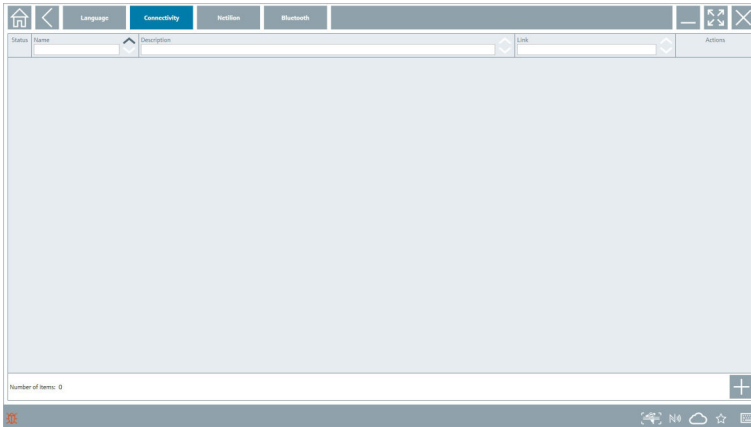 Language Connectivity Netilion Bluetooth
Status Name Description Link Actions
Number of items: 0